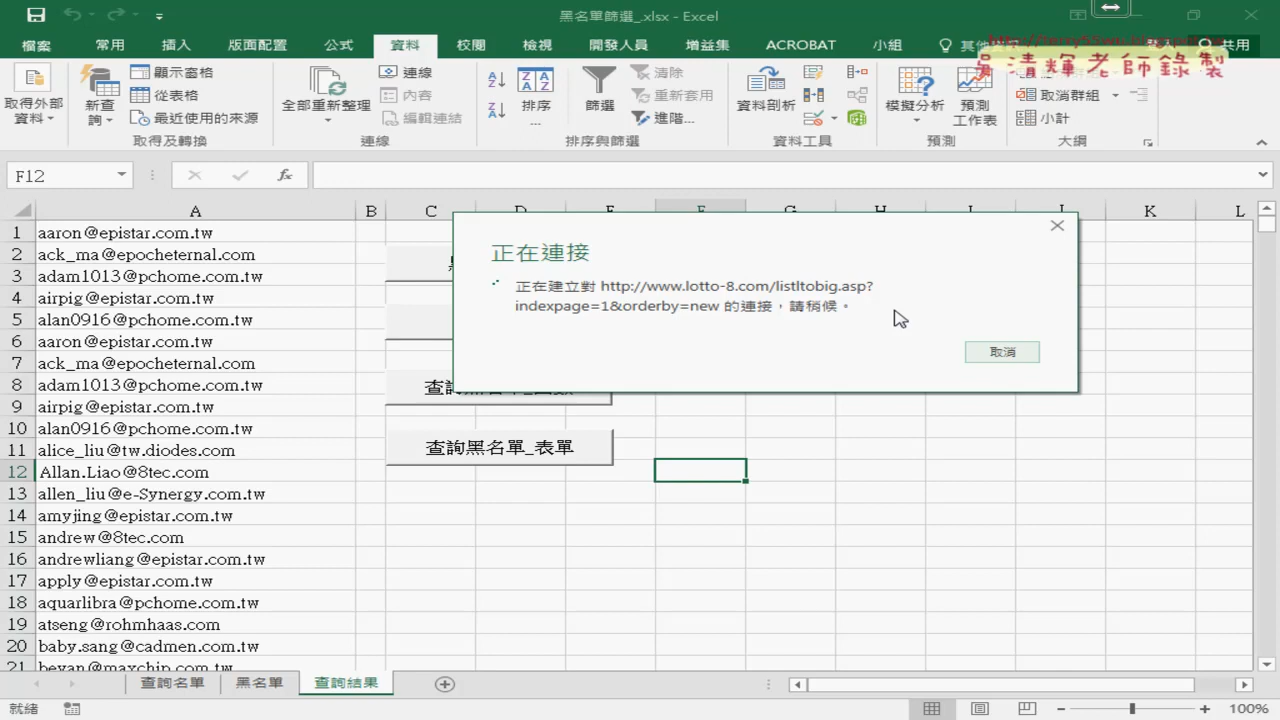 黑名單篩選_.xlsx - Excel
檔案 常用 插入 版面配置 公式 資料 校閱 檢視 開發人員 增益集 ACROBAT 小組 共用
吳清輝老師錄製
取得外部資料
新查詢
顯示窗格
從表格
最近使用的來源
取得及轉換
全部重新整理
連線
內容
編輯連結
連線
排序...
篩選
清除
重新套用
進階...
排序與篩選
資料剖析
資料工具
模擬分析
預測工作表
預測
取消群組
小計
大綱
F12
fx
A B C D E F G H I J K L
正在連接
正在建立對 http://www.lotto-8.com/listltobig.asp?
indexpage=1&orderby=new 的連接，請稍候。
取消
1 aaron@epistar.com.tw
2 ack_ma@epocheternal.com
3 adam1013@pchome.com.tw
4 airpig@epistar.com.tw
5 alan0916@pchome.com.tw
6 aaron@epistar.com.tw
7 ack_ma@epocheternal.com
8 adam1013@pchome.com.tw
9 airpig@epistar.com.tw
10 alan0916@pchome.com.tw
11 alice_liu@tw.diodes.com
查詢黑名單_表單
12 Allan.Liao@8tec.com
13 allen_liu@e-Synergy.com.tw
14 amyjing@epistar.com.tw
15 andrew@8tec.com
16 andrewliang@epistar.com.tw
17 apply@epistar.com.tw
18 aquarlibra@pchome.com.tw
19 atseng@rohmhaas.com
20 baby.sang@cadmen.com.tw
21 bevan@maxchip.com.tw
查詢名單 黑名單 查詢結果
就緒
100%